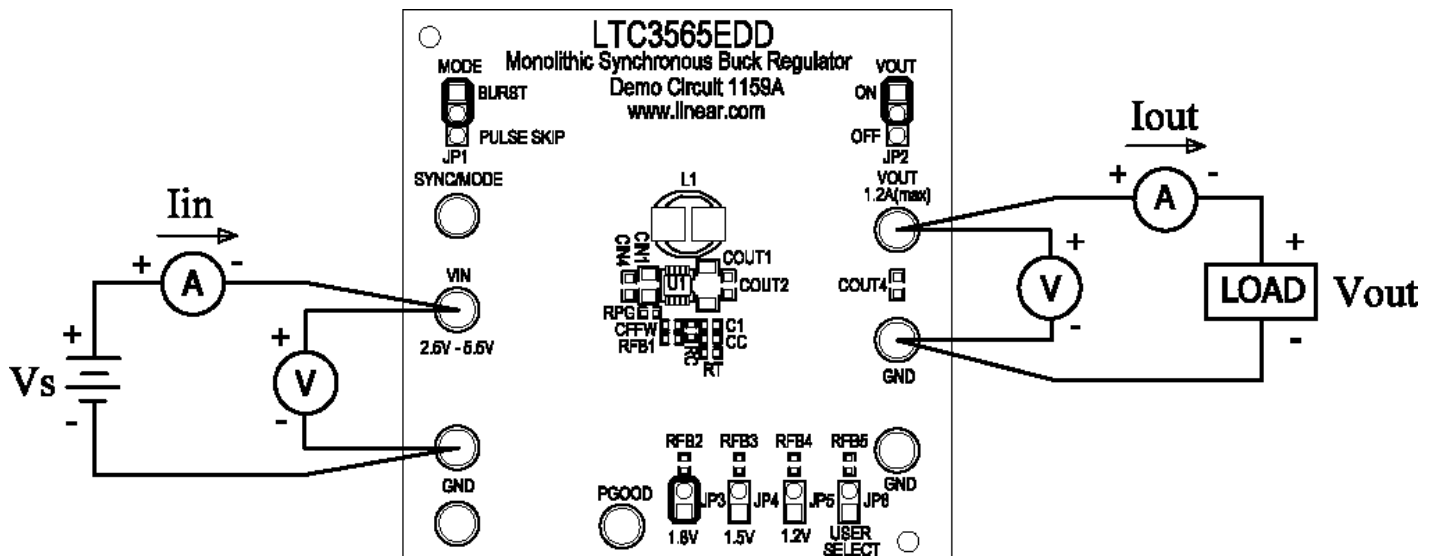 LTC3565EDD
Monolithic Synchronous Buck Regulator
Demo Circuit 1159A
www.linear.com
MODE
BURST
PULSE SKIP
JP1
SYNC/MODE
VOUT
ON
OFF
JP2
VOUT
1.2A(max)
L1
Iin
+ A -
Vs
+
-
+
V
-
VIN
2.5V - 5.5V
GND
CIN4
CIN1
U1
COUT1
COUT2
RPG
CFFW
RFB1
RC
C1
CC
RT
COUT4
GND
Iout
+ A -
+
V
-
+
LOAD
-
Vout
PGOOD
RFB2
RFB3
RFB4
RFB5
GND
JP3
JP4
JP5
JP6
1.8V
1.5V
1.2V
USER
SELECT